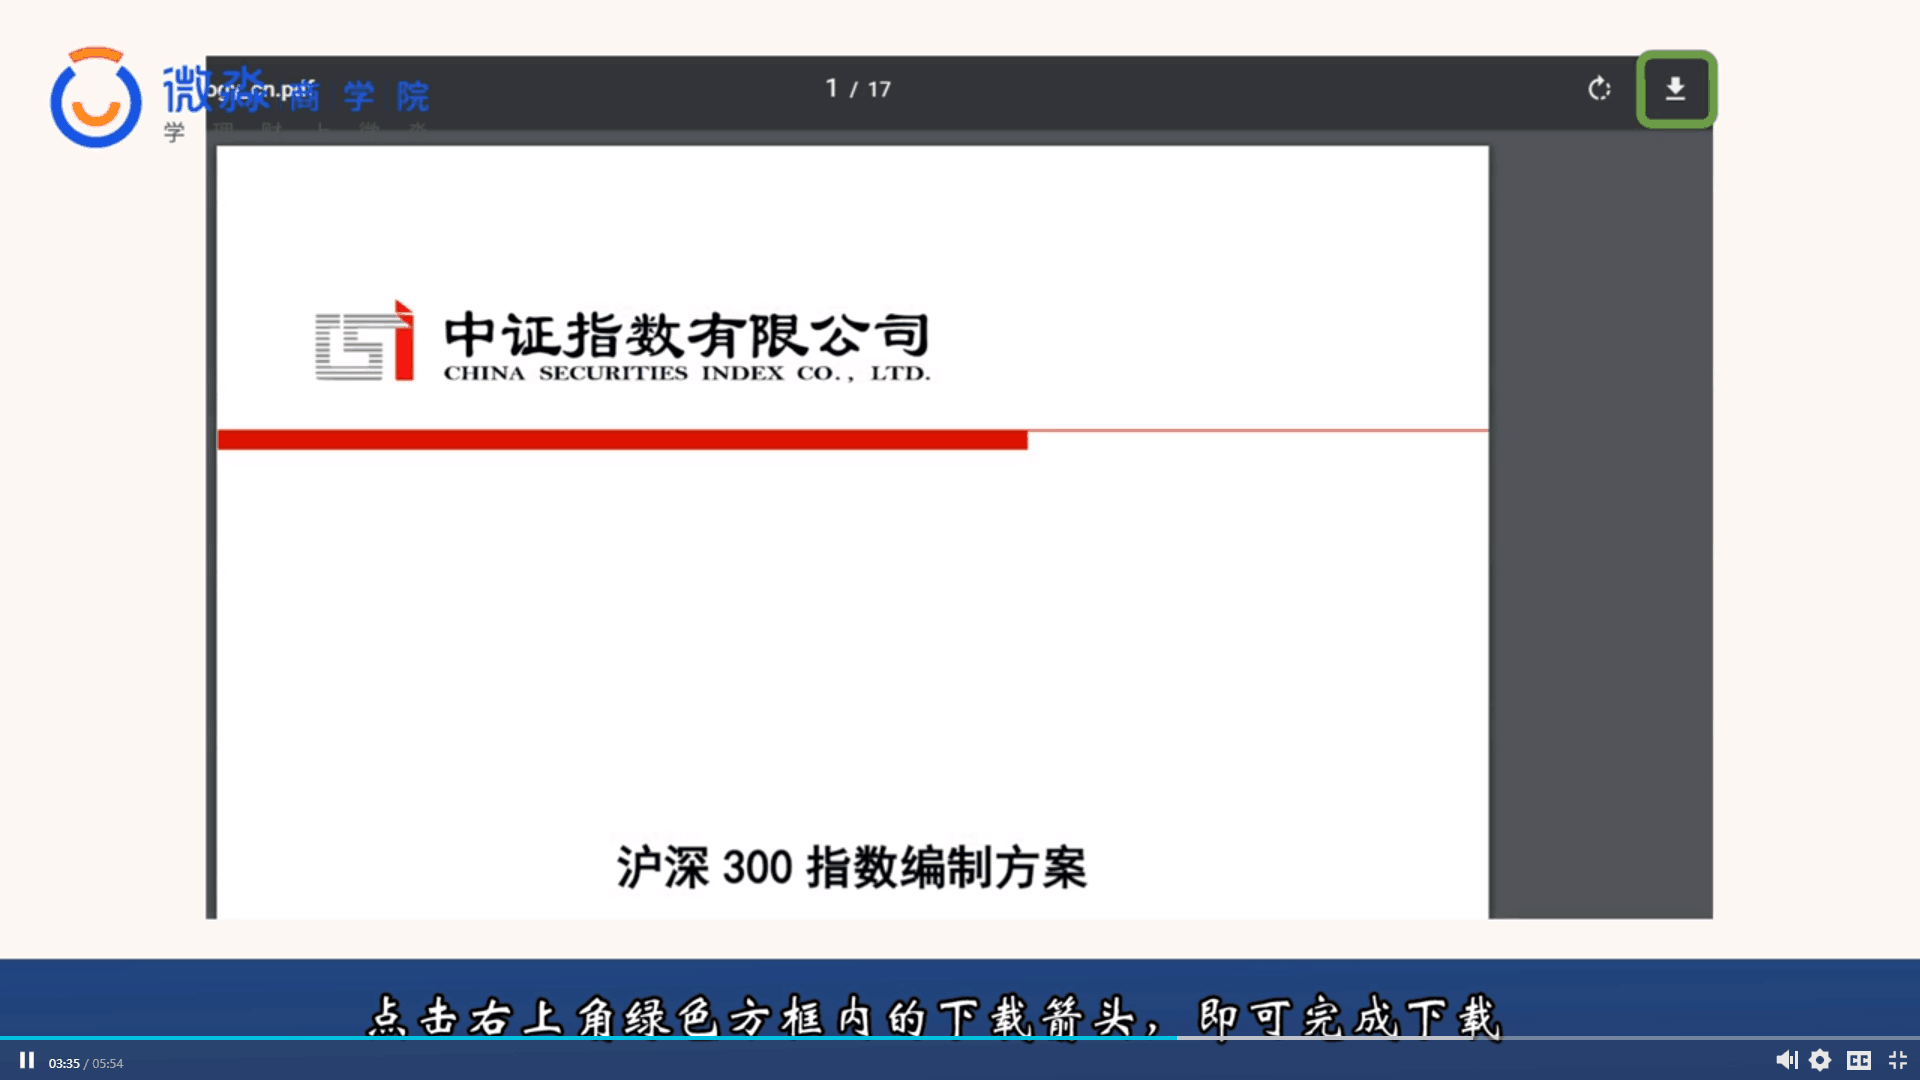 微淼商学院
学理财上微淼
ogy_cn.pdf
1 / 17
中证指数有限公司
CHINA SECURITIES INDEX CO., LTD.
沪深 300 指数编制方案
点击右上角绿色方框内的下载箭头，即可完成下载
03:35 / 05:54
CC